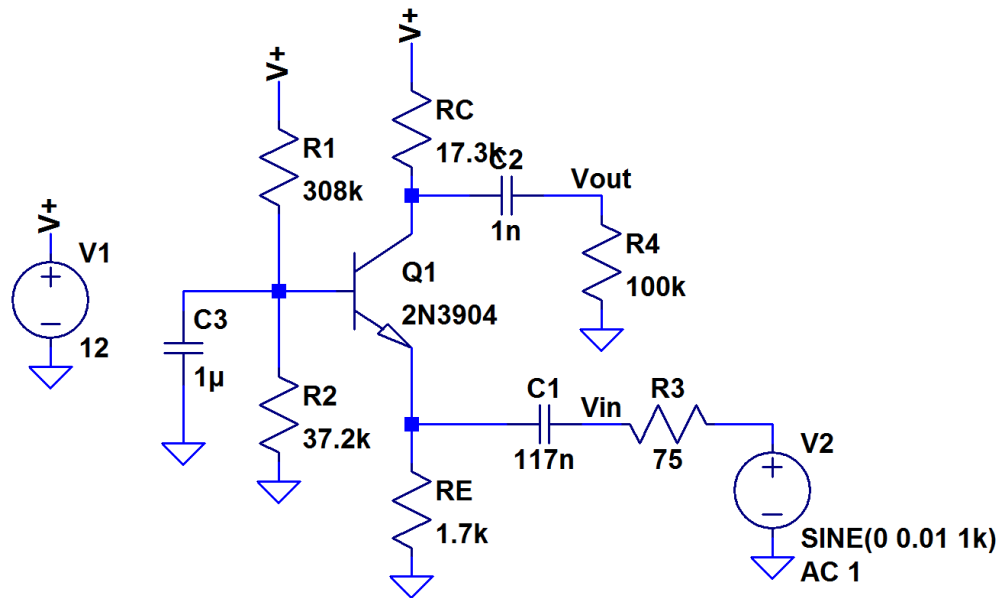 V+
V+
RC
17.3k
R1
308k
C2
1n
Vout
R4
100k
V+
V1
12
Q1
2N3904
C3
1µ
R2
37.2k
C1
117n
Vin
R3
75
V2
SINE(0 0.01 1k)
AC 1
RE
1.7k